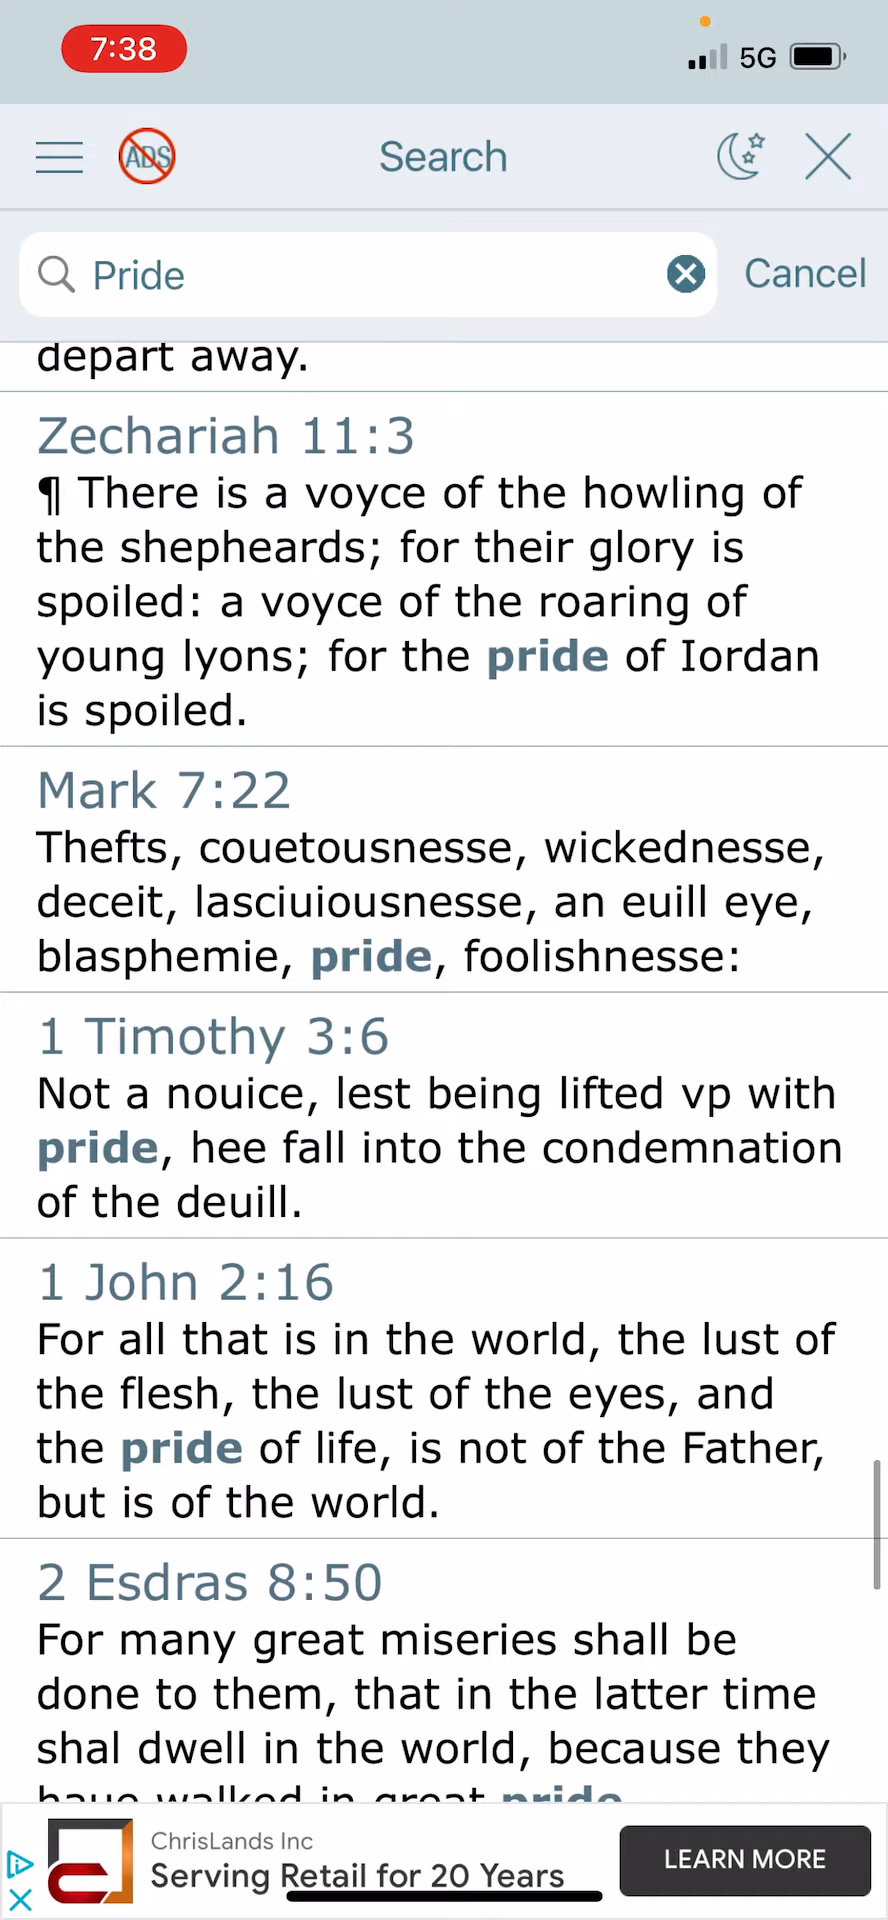 7:38
5G
ADS
Search
Pride
Cancel
depart away.
Zechariah 11:3
¶ There is a voyce of the howling of
the shepheards; for their glory is
spoiled: a voyce of the roaring of
young lyons; for the pride of Iordan
is spoiled.
Mark 7:22
Thefts, couetousnesse, wickednesse,
deceit, lasciuiousnesse, an euill eye,
blasphemie, pride, foolishnesse:
1 Timothy 3:6
Not a nouice, lest being lifted vp with
pride, hee fall into the condemnation
of the deuill.
1 John 2:16
For all that is in the world, the lust of
the flesh, the lust of the eyes, and
the pride of life, is not of the Father,
but is of the world.
2 Esdras 8:50
For many great miseries shall be
done to them, that in the latter time
shal dwell in the world, because they
haue walked in great pride
ChrisLands Inc
Serving Retail for 20 Years
LEARN MORE